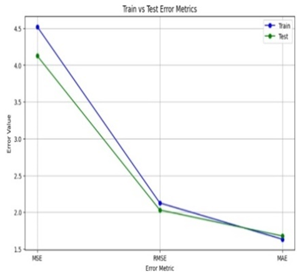 Train vs Test Error Metrics
Train
Test
4.5
4.0
3.5
3.0
2.5
2.0
1.5
Error Value
MSE
RMSE
MAE
Error Metric